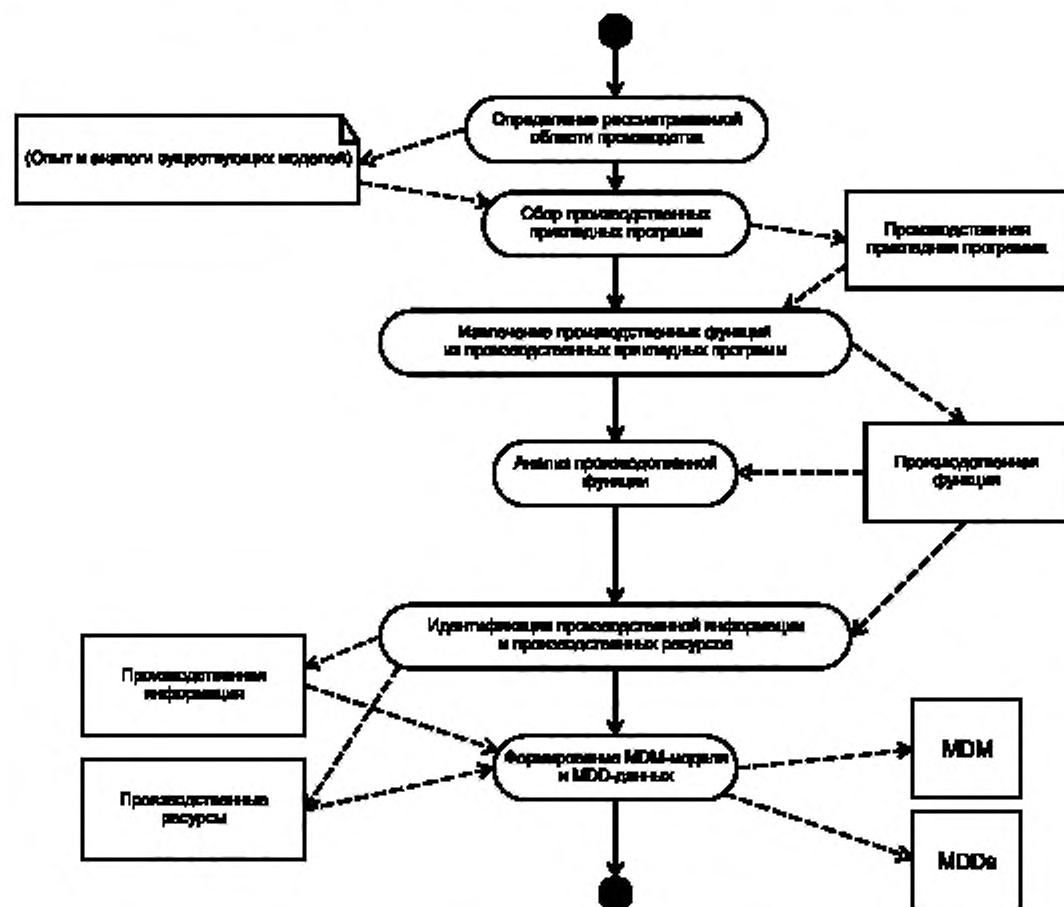 Определение рассматриваемой
области производства
(Опыт и аналоги существующих моделей)
Сбор производственных
прикладных программ
Производственная
прикладная программа
Извлечение производственных функций
из производственных прикладных программ
Анализ производственной
функции
Производственная
функция
Идентификация производственной информации
и производственных ресурсов
Производственная
информация
Формирование MDM-модели
и MDD-данных
MDM
Производственные
ресурсы
MDDs